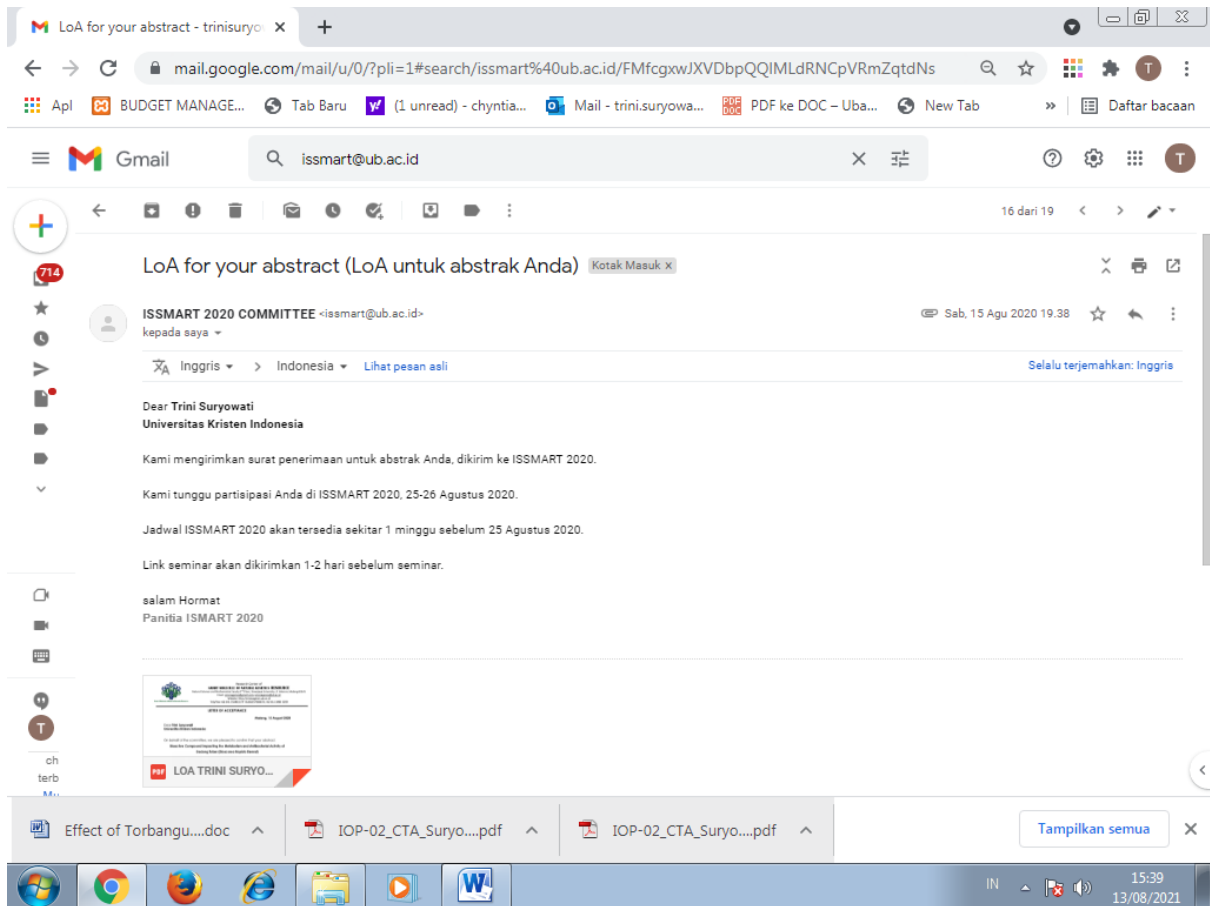 LoA for your abstract - trinisuryo
mail.google.com/mail/u/0/?pli=1#search/issmart%40ub.ac.id/FMfcgxwJXVDbpQQlMLdRNCpVRmZqtdNs
T
Apl BUDGET MANAGE... Tab Baru (1 unread) - chyntia... Mail - trini.suryowa... PDF ke DOC – Uba... New Tab » Daftar bacaan
Gmail issmart@ub.ac.id T
16 dari 19
714
LoA for your abstract (LoA untuk abstrak Anda) Kotak Masuk x
ISSMART 2020 COMMITTEE <issmart@ub.ac.id> Sab, 15 Agu 2020 19.38
kepada saya
Inggris > Indonesia Lihat pesan asli Selalu terjemahkan: Inggris
Dear Trini Suryowati
Universitas Kristen Indonesia
Kami mengirimkan surat penerimaan untuk abstrak Anda, dikirim ke ISSMART 2020.
Kami tunggu partisipasi Anda di ISSMART 2020, 25-26 Agustus 2020.
Jadwal ISSMART 2020 akan tersedia sekitar 1 minggu sebelum 25 Agustus 2020.
Link seminar akan dikirimkan 1-2 hari sebelum seminar.
salam Hormat
Panitia ISMART 2020
T
ch
terb
PDF LOA TRINI SURYO...
Effect of Torbangu....doc IOP-02_CTA_Suryo....pdf IOP-02_CTA_Suryo....pdf Tampilkan semua
IN 15:39
13/08/2021